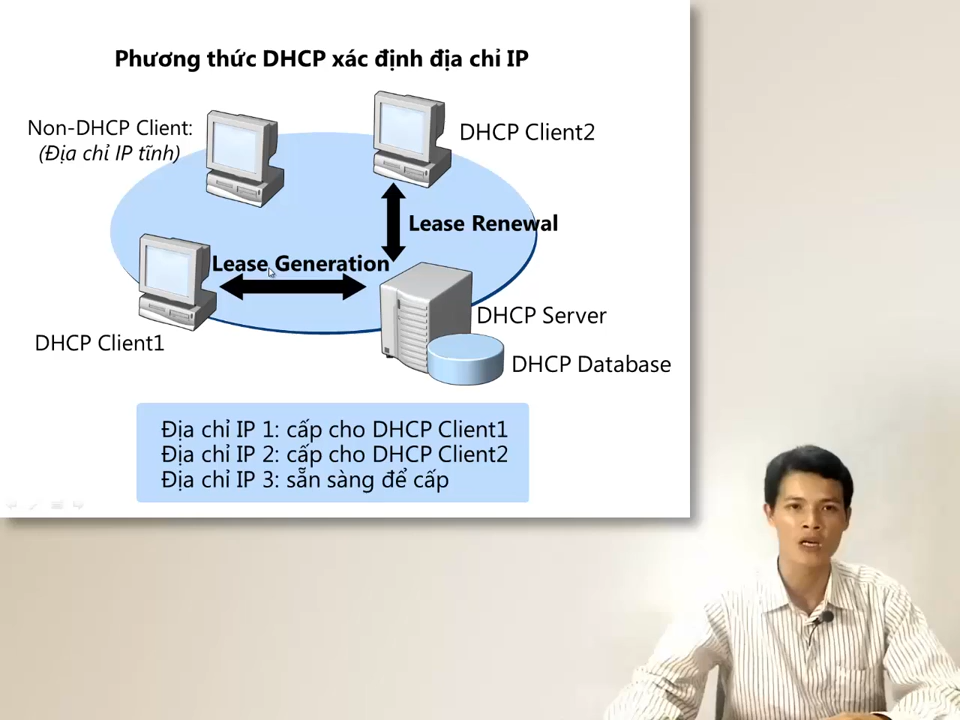 Phương thức DHCP xác định địa chỉ IP
Non-DHCP Client:
(Địa chỉ IP tĩnh)
DHCP Client2
Lease Renewal
Lease Generation
DHCP Server
DHCP Client1
DHCP Database
Địa chỉ IP 1: cấp cho DHCP Client1
Địa chỉ IP 2: cấp cho DHCP Client2
Địa chỉ IP 3: sẵn sàng để cấp